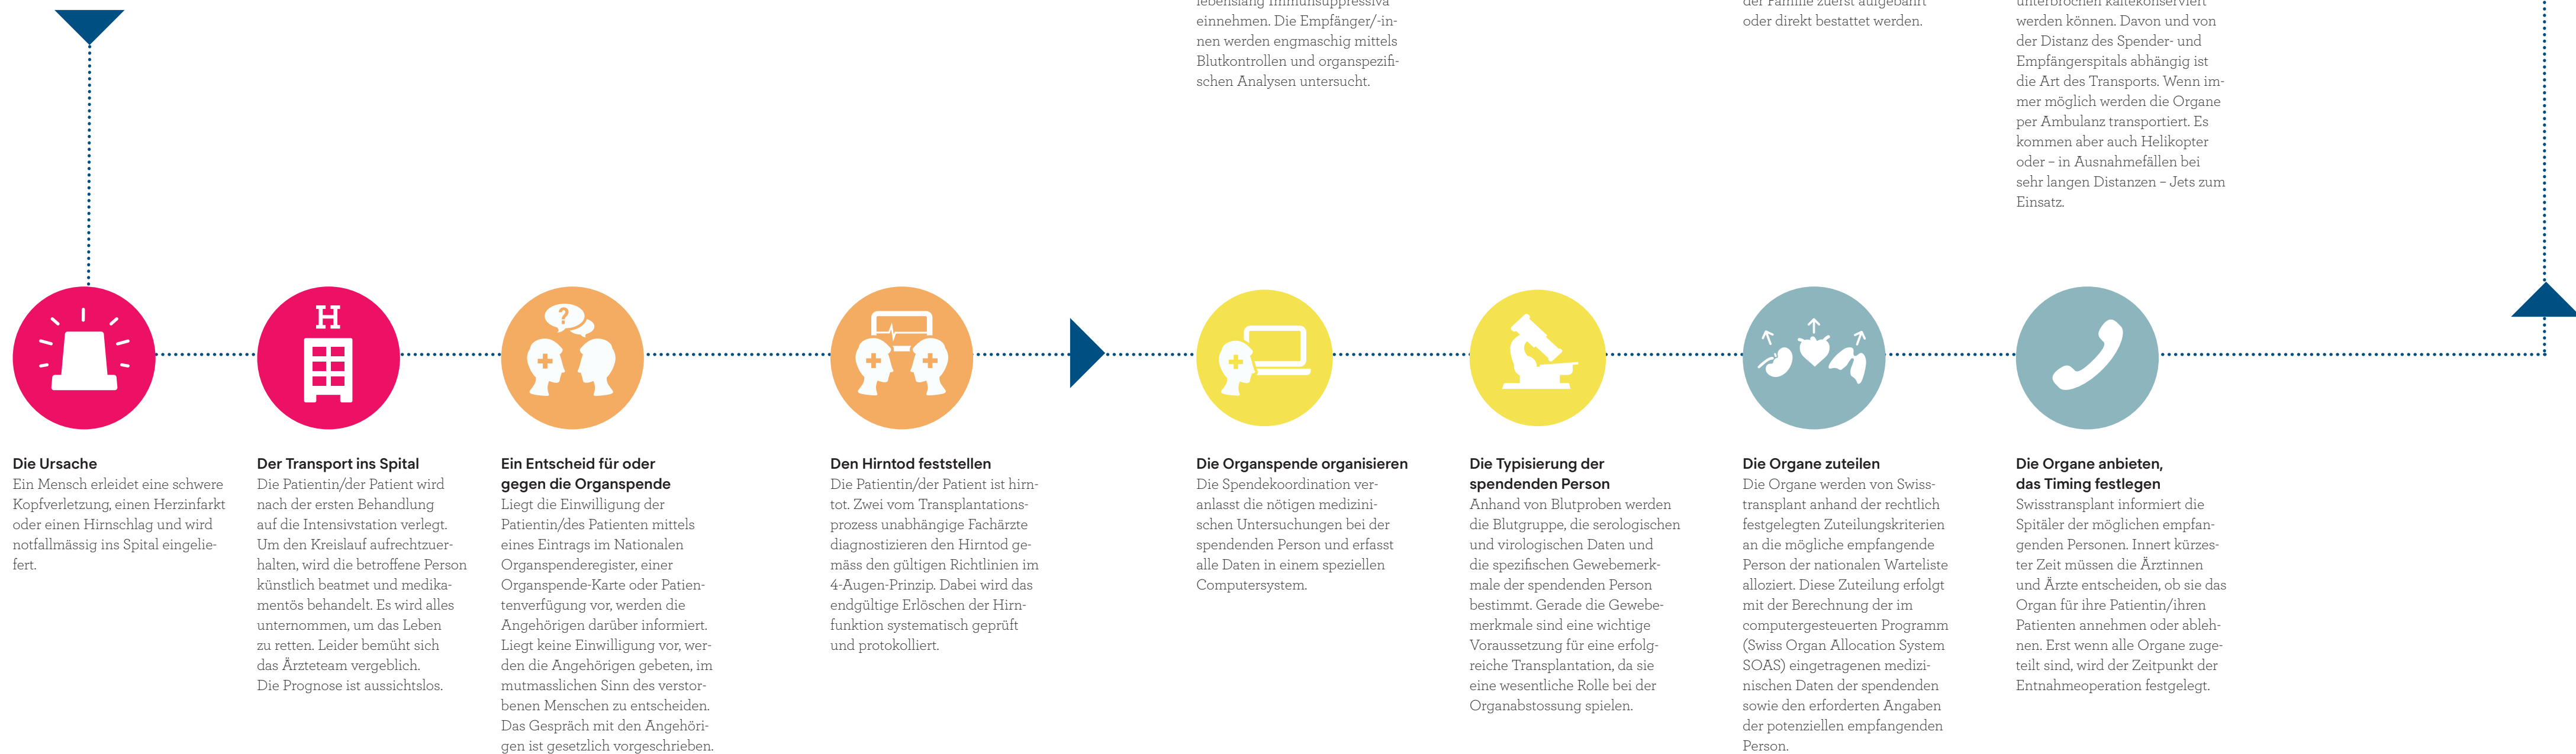 lebenslang Immunsuppressiva
einnehmen. Die Empfänger/-in-
nen werden engmaschig mittels
Blutkontrollen und organspezifi-
schen Analysen untersucht.
der Familie zuerst aufgebahrt
oder direkt bestattet werden.
unterbrochen kältekonserviert
werden können. Davon und von
der Distanz des Spender- und
Empfängerspitals abhängig ist
die Art des Transports. Wenn im-
mer möglich werden die Organe
per Ambulanz transportiert. Es
kommen aber auch Helikopter
oder – in Ausnahmefällen bei
sehr langen Distanzen – Jets zum
Einsatz.
H
?
Die Ursache
Ein Mensch erleidet eine schwere
Kopfverletzung, einen Herzinfarkt
oder einen Hirnschlag und wird
notfallmässig ins Spital eingelie-
fert.
Der Transport ins Spital
Die Patientin/der Patient wird
nach der ersten Behandlung
auf die Intensivstation verlegt.
Um den Kreislauf aufrechtzuer-
halten, wird die betroffene Person
künstlich beatmet und medika-
mentös behandelt. Es wird alles
unternommen, um das Leben
zu retten. Leider bemüht sich
das Ärzteteam vergeblich.
Die Prognose ist aussichtslos.
Ein Entscheid für oder
gegen die Organspende
Liegt die Einwilligung der
Patientin/des Patienten mittels
eines Eintrags im Nationalen
Organspenderegister, einer
Organspende-Karte oder Patien-
tenverfügung vor, werden die
Angehörigen darüber informiert.
Liegt keine Einwilligung vor, wer-
den die Angehörigen gebeten, im
mutmasslichen Sinn des verstor-
benen Menschen zu entscheiden.
Das Gespräch mit den Angehöri-
gen ist gesetzlich vorgeschrieben.
Den Hirntod feststellen
Die Patientin/der Patient ist hirn-
tot. Zwei vom Transplantations-
prozess unabhängige Fachärzte
diagnostizieren den Hirntod ge-
mäss den gültigen Richtlinien im
4-Augen-Prinzip. Dabei wird das
endgültige Erlöschen der Hirn-
funktion systematisch geprüft
und protokolliert.
Die Organspende organisieren
Die Spendekoordination ver-
anlasst die nötigen medizini-
schen Untersuchungen bei der
spendenden Person und erfasst
alle Daten in einem speziellen
Computersystem.
Die Typisierung der
spendenden Person
Anhand von Blutproben werden
die Blutgruppe, die serologischen
und virologischen Daten und
die spezifischen Gewebemerk-
male der spendenden Person
bestimmt. Gerade die Gewebe-
merkmale sind eine wichtige
Voraussetzung für eine erfolg-
reiche Transplantation, da sie
eine wesentliche Rolle bei der
Organabstossung spielen.
Die Organe zuteilen
Die Organe werden von Swiss-
transplant anhand der rechtlich
festgelegten Zuteilungskriterien
an die mögliche empfangende
Person der nationalen Warteliste
alloziert. Diese Zuteilung erfolgt
mit der Berechnung der im
computergesteuerten Programm
(Swiss Organ Allocation System
SOAS) eingetragenen medizi-
nischen Daten der spendenden
sowie den erforderten Angaben
der potenziellen empfangenden
Person.
Die Organe anbieten,
das Timing festlegen
Swisstransplant informiert die
Spitäler der möglichen empfan-
genden Personen. Innert kürzes-
ter Zeit müssen die Ärztinnen
und Ärzte entscheiden, ob sie das
Organ für ihre Patientin/ihren
Patienten annehmen oder ableh-
nen. Erst wenn alle Organe zuge-
teilt sind, wird der Zeitpunkt der
Entnahmeoperation festgelegt.